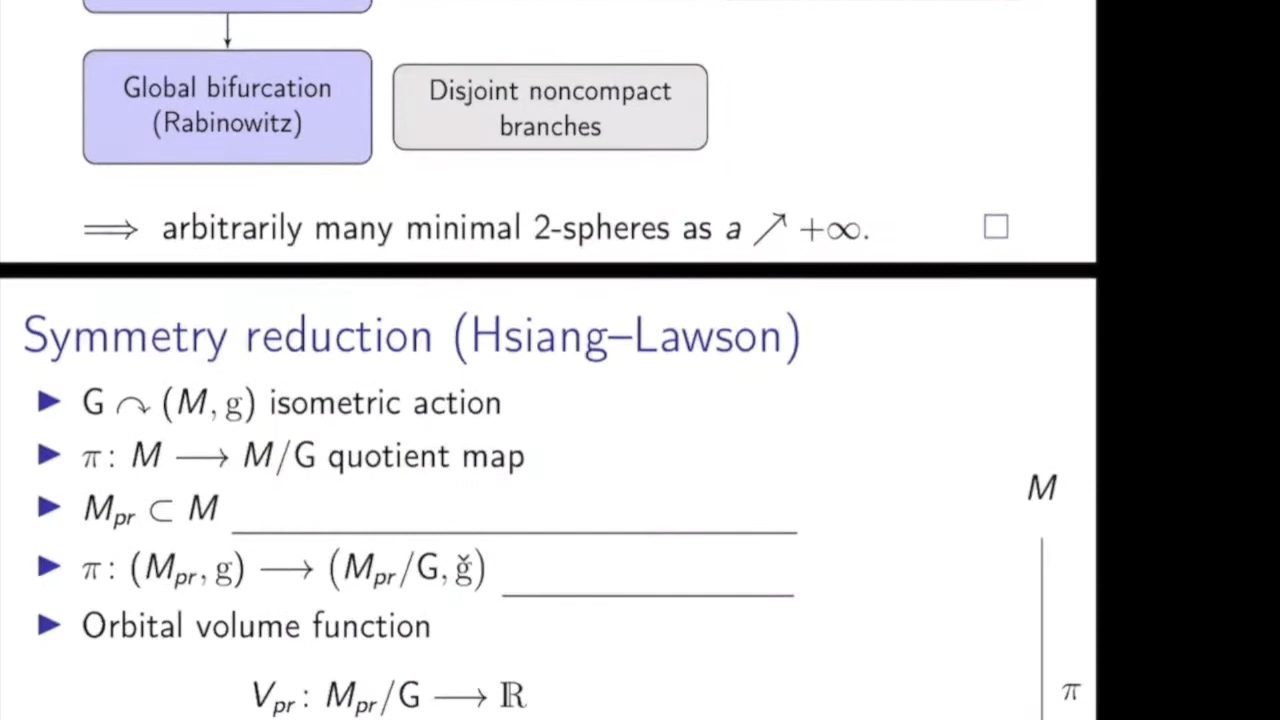 Global bifurcation
(Rabinowitz)
Disjoint noncompact
branches
⟹ arbitrarily many minimal 2-spheres as a ↗ +∞. □
Symmetry reduction (Hsiang–Lawson)
▶ G ↷ (M, g) isometric action
▶ π: M ⟶ M/G quotient map
▶ M_pr ⊂ M
M
▶ π: (M_pr, g) ⟶ (M_pr/G, ǧ)
▶ Orbital volume function
V_pr: M_pr/G ⟶ ℝ
π